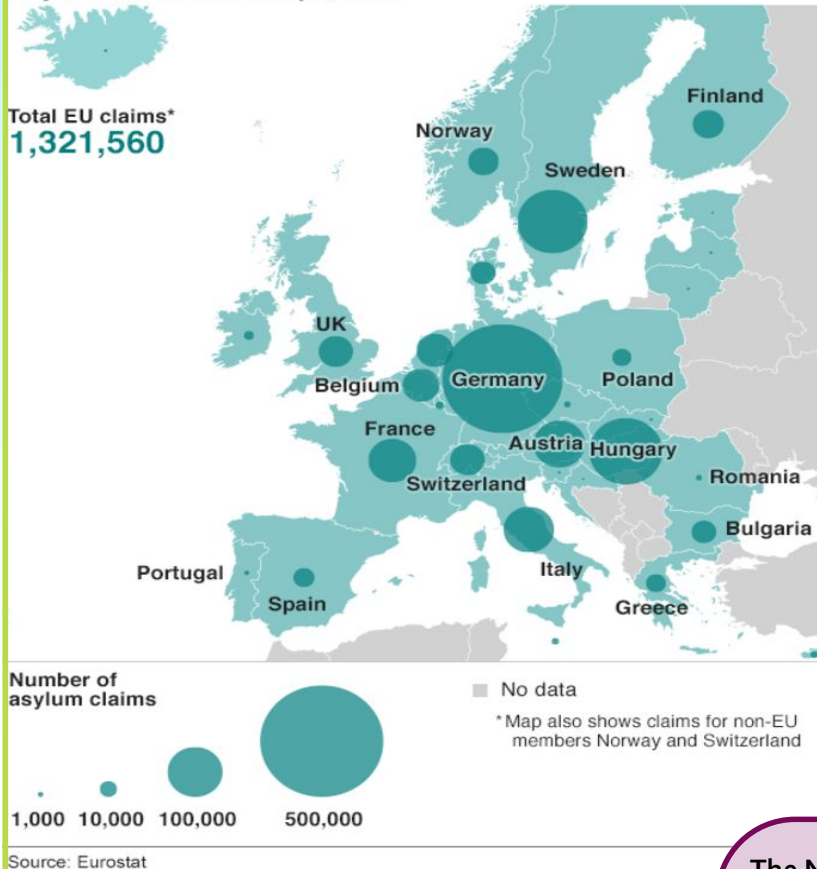 Total EU claims*
1,321,560
Finland
Norway
Sweden
UK
Belgium
Germany
Poland
France
Austria
Hungary
Switzerland
Romania
Bulgaria
Portugal
Italy
Spain
Greece
Number of
asylum claims
No data
*Map also shows claims for non-EU
members Norway and Switzerland
1,000 10,000 100,000 500,000
Source: Eurostat